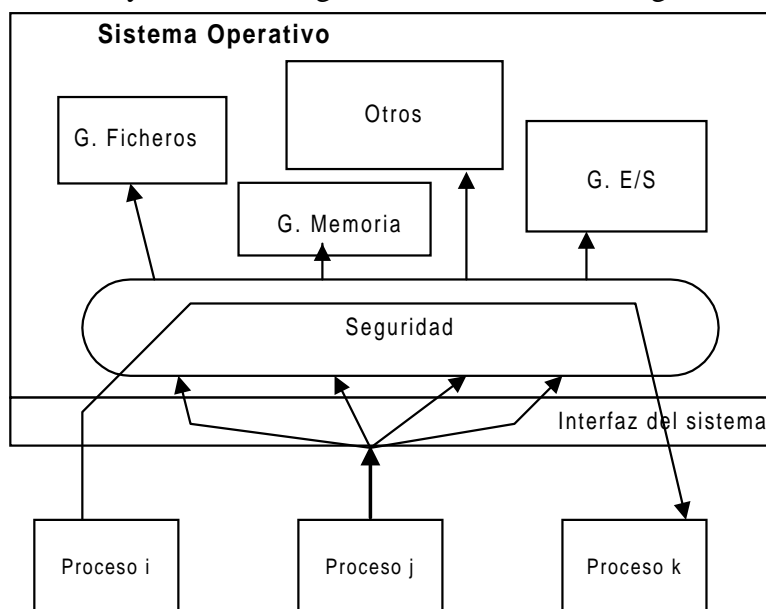 Sistema Operativo
G. Ficheros
Otros
G. E/S
G. Memoria
Seguridad
Interfaz del sistema
Proceso i
Proceso j
Proceso k